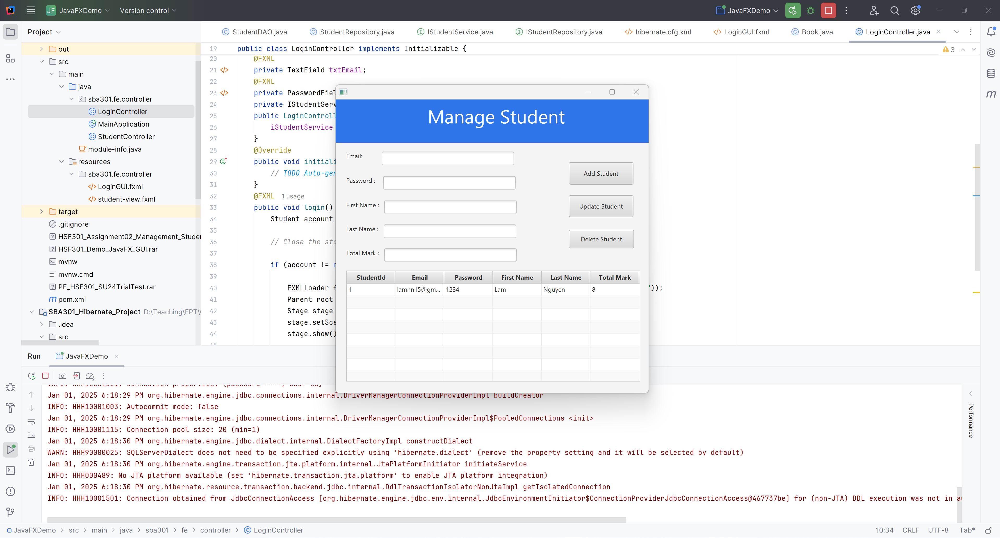 JF JavaFXDemo Version control JavaFXDemo
Project
StudentDAO.java StudentRepository.java IStudentService.java IStudentRepository.java hibernate.cfg.xml LoginGUI.fxml Book.java LoginController.java
out
src
main
java
sba301.fe.controller
LoginController
MainApplication
StudentController
module-info.java
resources
sba301.fe.controller
LoginGUI.fxml
student-view.fxml
target
.gitignore
HSF301_Assignment02_Management_Studen
HSF301_Demo_JavaFX_GUI.rar
mvnw
mvnw.cmd
PE_HSF301_SU24TrialTest.rar
pom.xml
SBA301_Hibernate_Project D:\Teaching\FPT\
.idea
src
19 public class LoginController implements Initializable {
3
20 @FXML
21 private TextField txtEmail;
22 @FXML
23 private PasswordFiel
24 private IStudentServ
25 public LoginControll
26 iStudentService
27 }
28 @Override
29 public void initiali
30 // TODO Auto-gen
31 }
32 @FXML 1 usage
33 public void login()
34 Student account
35
36 // Close the sta
37
38 if (account != n
39
40 FXMLLoader f "));
41 Parent root
42 Stage stage
43 stage.setSce
44 stage.show()
45
Manage Student
Email:
Password :
First Name :
Last Name :
Total Mark :
Add Student
Update Student
Delete Student
StudentId Email Password First Name Last Name Total Mark
1 lamnn15@gm... 1234 Lam Nguyen 8
Run JavaFXDemo
Jan 01, 2025 6:18:29 PM org.hibernate.engine.jdbc.connections.internal.DriverManagerConnectionProviderImpl buildCreator
INFO: HHH10001003: Autocommit mode: false
Jan 01, 2025 6:18:29 PM org.hibernate.engine.jdbc.connections.internal.DriverManagerConnectionProviderImpl$PooledConnections <init>
INFO: HHH10001115: Connection pool size: 20 (min=1)
Jan 01, 2025 6:18:30 PM org.hibernate.engine.jdbc.dialect.internal.DialectFactoryImpl constructDialect
WARN: HHH90000025: SQLServerDialect does not need to be specified explicitly using 'hibernate.dialect' (remove the property setting and it will be selected by default)
Jan 01, 2025 6:18:30 PM org.hibernate.engine.transaction.jta.platform.internal.JtaPlatformInitiator initiateService
INFO: HHH000489: No JTA platform available (set 'hibernate.transaction.jta.platform' to enable JTA platform integration)
Jan 01, 2025 6:18:30 PM org.hibernate.resource.transaction.backend.jdbc.internal.DdlTransactionIsolatorNonJtaImpl getIsolatedConnection
INFO: HHH10001501: Connection obtained from JdbcConnectionAccess [org.hibernate.engine.jdbc.env.internal.JdbcEnvironmentInitiator$ConnectionProviderJdbcConnectionAccess@467737be] for (non-JTA) DDL execution was not in au
Performance
JavaFXDemo > src > main > java > sba301 > fe > controller > LoginController
10:34 CRLF UTF-8 Tab*